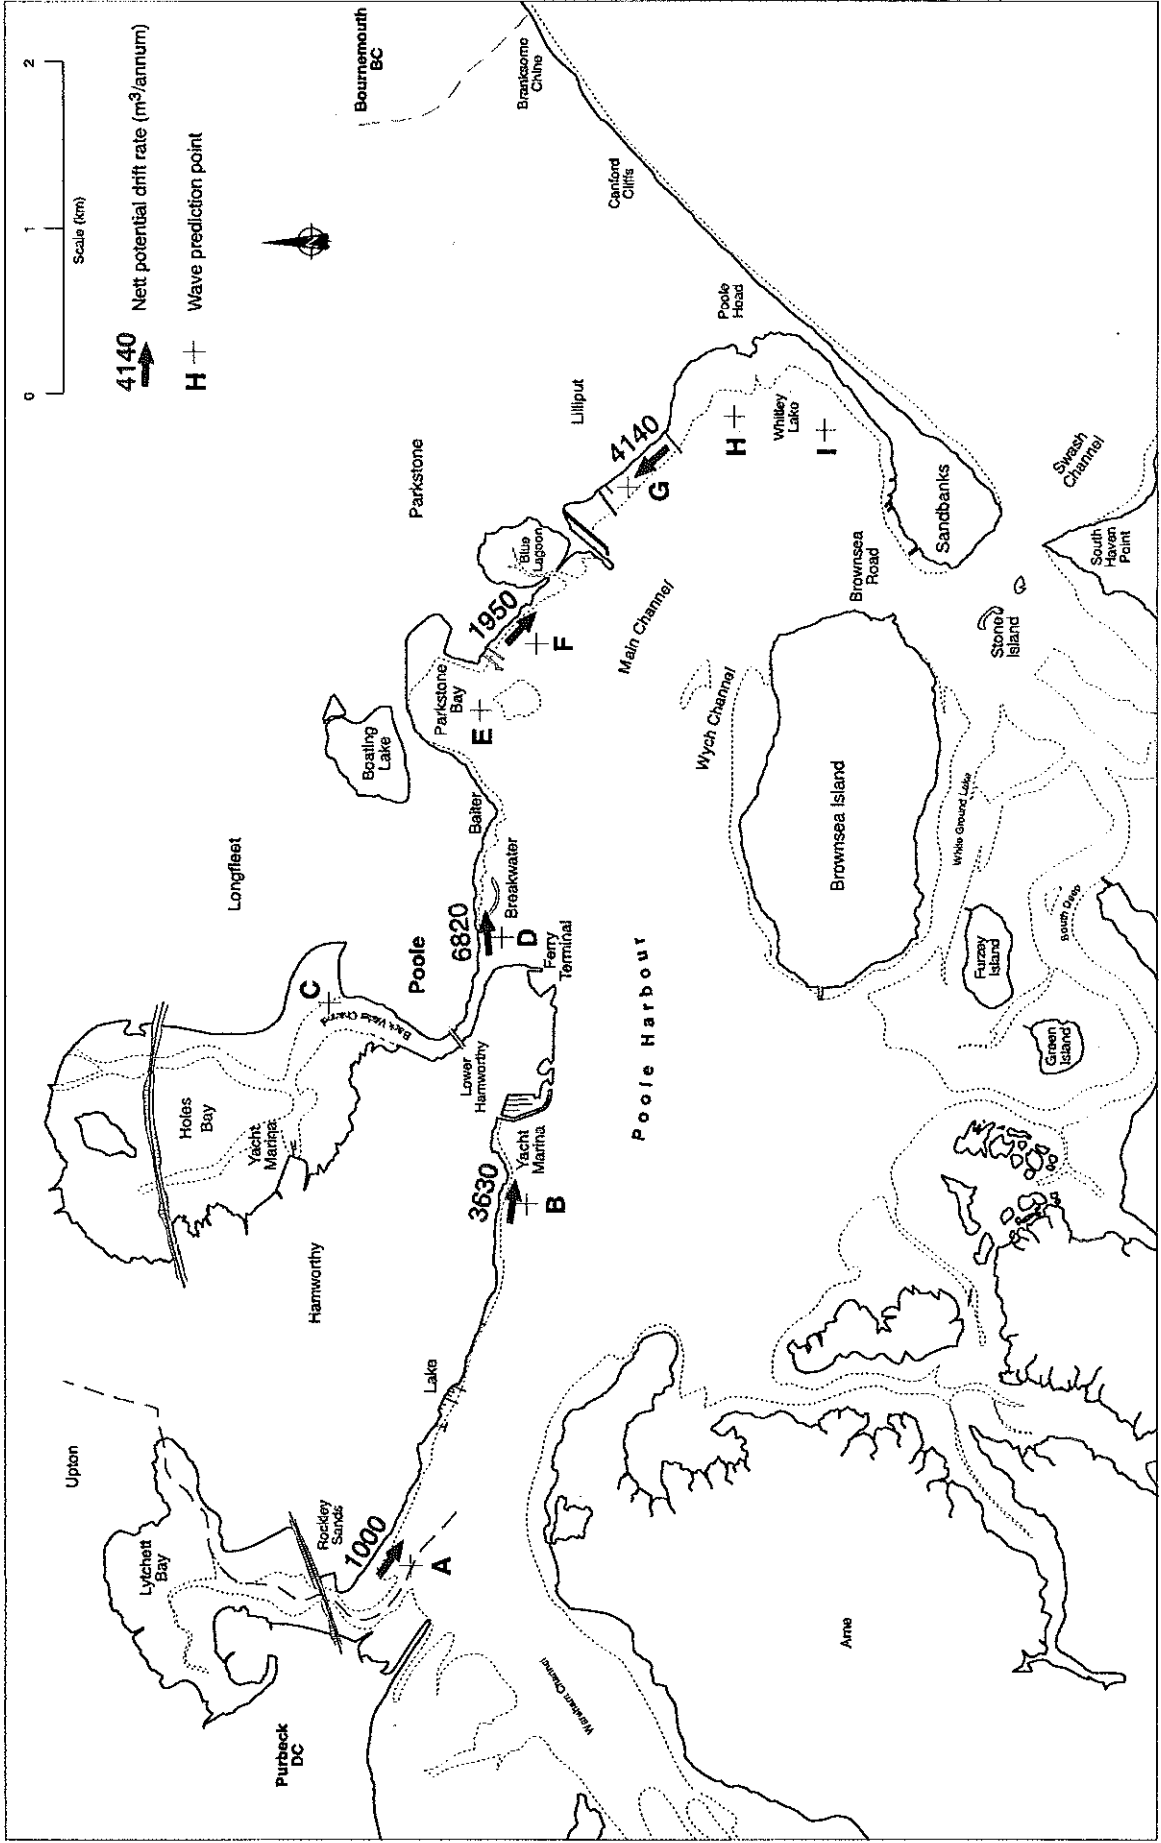 0
1
2
Scale (km)
4140
Nett potential drift rate (m³/annum)
H
Wave prediction point
N
Bournemouth
BC
Branksome
Chine
Canford
Cliffs
Poole
Head
Lilliput
Parkstone
Longfleet
Upton
Lytchett
Bay
Purbeck
DC
Rockley
Sands
1000
A
Lake
Hamworthy
Holes
Bay
Yacht
Marina
C
Back Water Channel
Poole
Lower
Hamworthy
3630
B
Yacht
Marina
6820
D
Ferry
Terminal
Breakwater
Baiter
Boating
Lake
Parkstone
Bay
E
1950
F
Blue
Lagoon
4140
G
H
Whitley
Lake
I
Sandbanks
Swash
Channel
South
Haven
Point
Brownsea
Road
Stone
Island
Main Channel
Wych Channel
Brownsea Island
White Ground Lake
Poole Harbour
South Deep
Furzey
Island
Green
Island
Wareham Channel
Arne